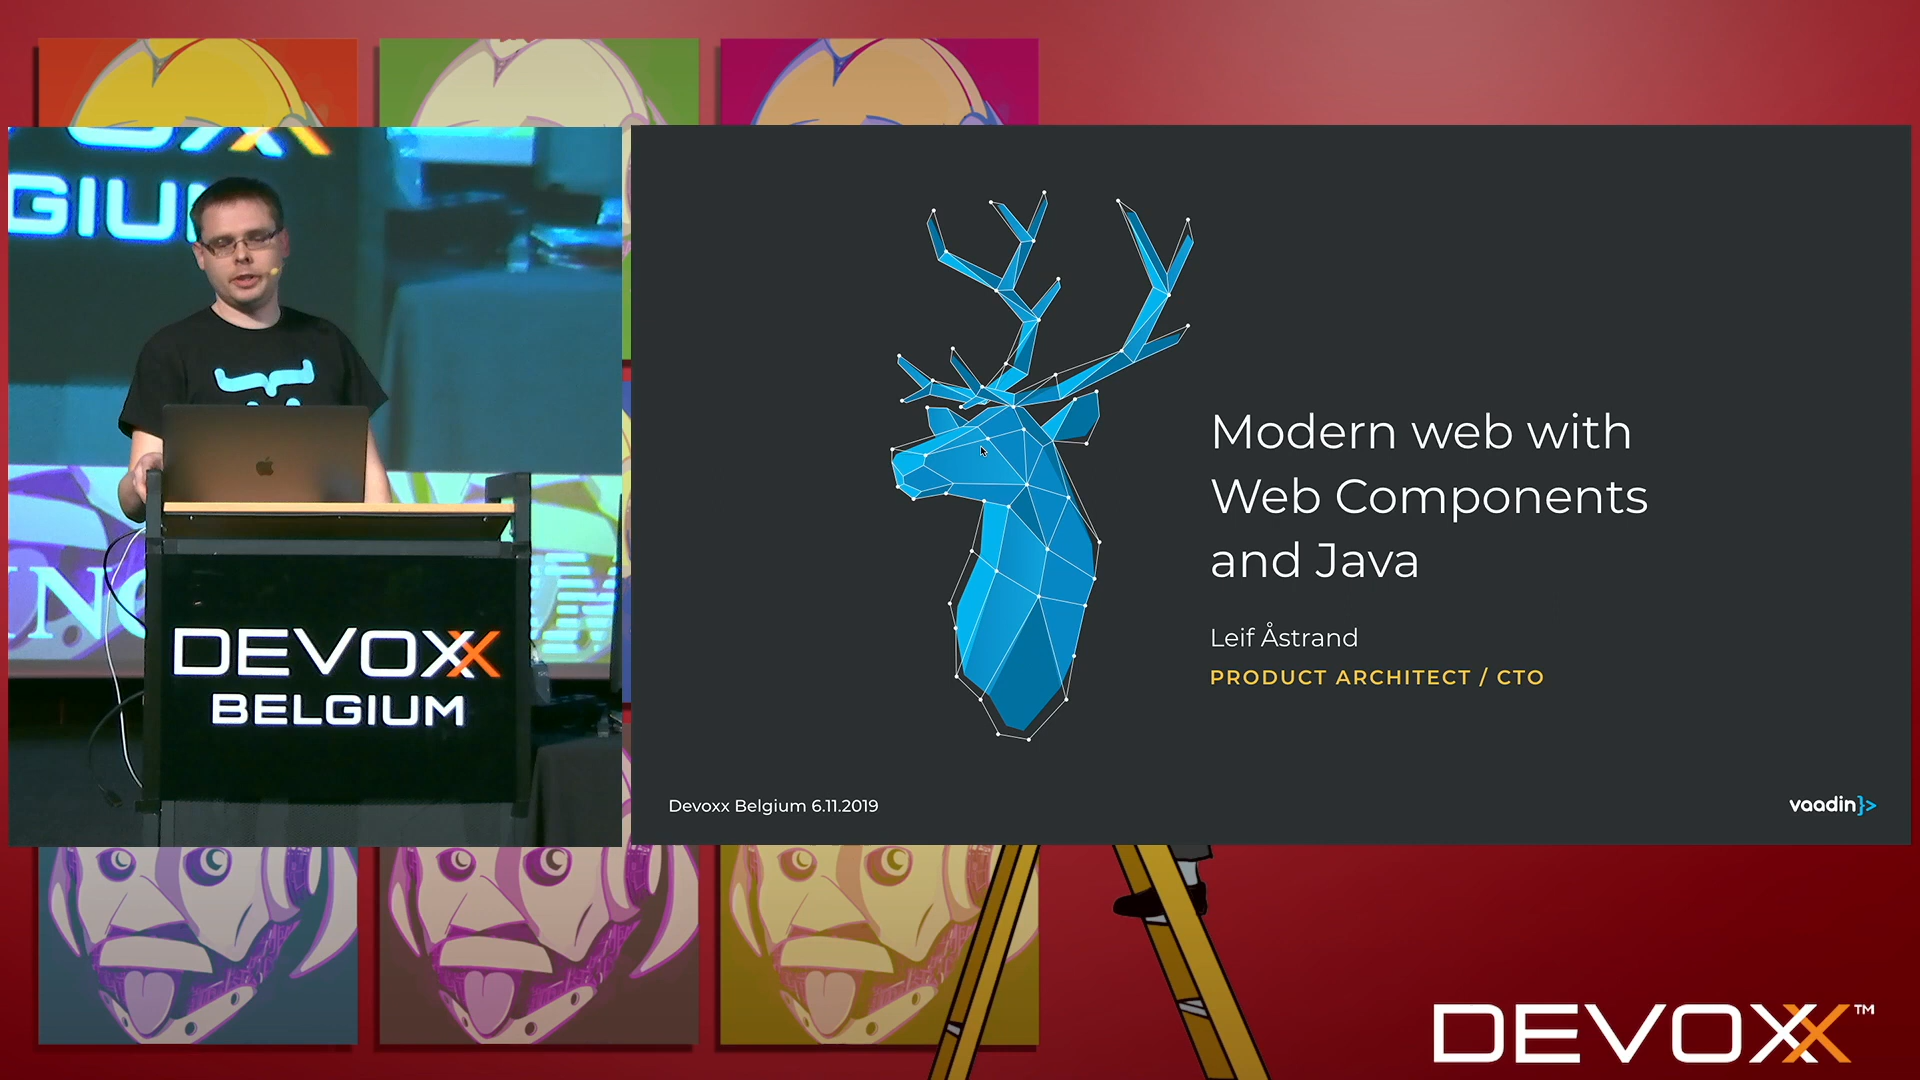 GIUM
DEVOXX
BELGIUM
Modern web with
Web Components
and Java
Leif Åstrand
PRODUCT ARCHITECT / CTO
Devoxx Belgium 6.11.2019
vaadin}>
DEVOXX™